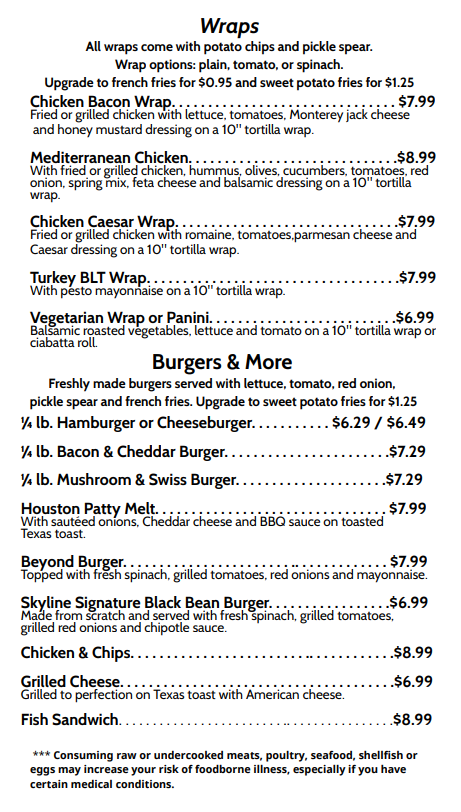 Wraps
All wraps come with potato chips and pickle spear.
Wrap options: plain, tomato, or spinach.
Upgrade to french fries for $0.95 and sweet potato fries for $1.25
Chicken Bacon Wrap. . . . . . . . . . . . . . . . . . . . . . . . . . . . . . . $7.99
Fried or grilled chicken with lettuce, tomatoes, Monterey jack cheese
and honey mustard dressing on a 10" tortilla wrap.
Mediterranean Chicken. . . . . . . . . . . . . . . . . . . . . . . . . . . . .$8.99
With fried or grilled chicken, hummus, olives, cucumbers, tomatoes, red
onion, spring mix, feta cheese and balsamic dressing on a 10" tortilla
wrap.
Chicken Caesar Wrap. . . . . . . . . . . . . . . . . . . . . . . . . . . . . . .$7.99
Fried or grilled chicken with romaine, tomatoes,parmesan cheese and
Caesar dressing on a 10" tortilla wrap.
Turkey BLT Wrap. . . . . . . . . . . . . . . . . . . . . . . . . . . . . . . . . . .$7.99
With pesto mayonnaise on a 10" tortilla wrap.
Vegetarian Wrap or Panini. . . . . . . . . . . . . . . . . . . . . . . . . .$6.99
Balsamic roasted vegetables, lettuce and tomato on a 10" tortilla wrap or
ciabatta roll.
Burgers & More
Freshly made burgers served with lettuce, tomato, red onion,
pickle spear and french fries. Upgrade to sweet potato fries for $1.25
¼ lb. Hamburger or Cheeseburger. . . . . . . . . . . $6.29 / $6.49
¼ lb. Bacon & Cheddar Burger. . . . . . . . . . . . . . . . . . . . . . .$7.29
¼ lb. Mushroom & Swiss Burger. . . . . . . . . . . . . . . . . . . . .$7.29
Houston Patty Melt. . . . . . . . . . . . . . . . . . . . . . . . . . . . . . . . $7.99
With sautéed onions, Cheddar cheese and BBQ sauce on toasted
Texas toast.
Beyond Burger. . . . . . . . . . . . . . . . . . . . . . . .. . . . . . . . . . . . . $7.99
Topped with fresh spinach, grilled tomatoes, red onions and mayonnaise.
Skyline Signature Black Bean Burger. . . . . . . . . . . . . . . . .$6.99
Made from scratch and served with fresh spinach, grilled tomatoes,
grilled red onions and chipotle sauce.
Chicken & Chips. . . . . . . . . . . . . . . . . . . . . . . . .. . . . . . . . . . . .$8.99
Grilled Cheese. . . . . . . . . . . . . . . . . . . . . . . . . . . . . . . . . . . . . .$6.99
Grilled to perfection on Texas toast with American cheese.
Fish Sandwich. . . . . . . . . . . . . . . . . . . . . . . .. . . . . . . . . . . . . . .$8.99
*** Consuming raw or undercooked meats, poultry, seafood, shellfish or
eggs may increase your risk of foodborne illness, especially if you have
certain medical conditions.